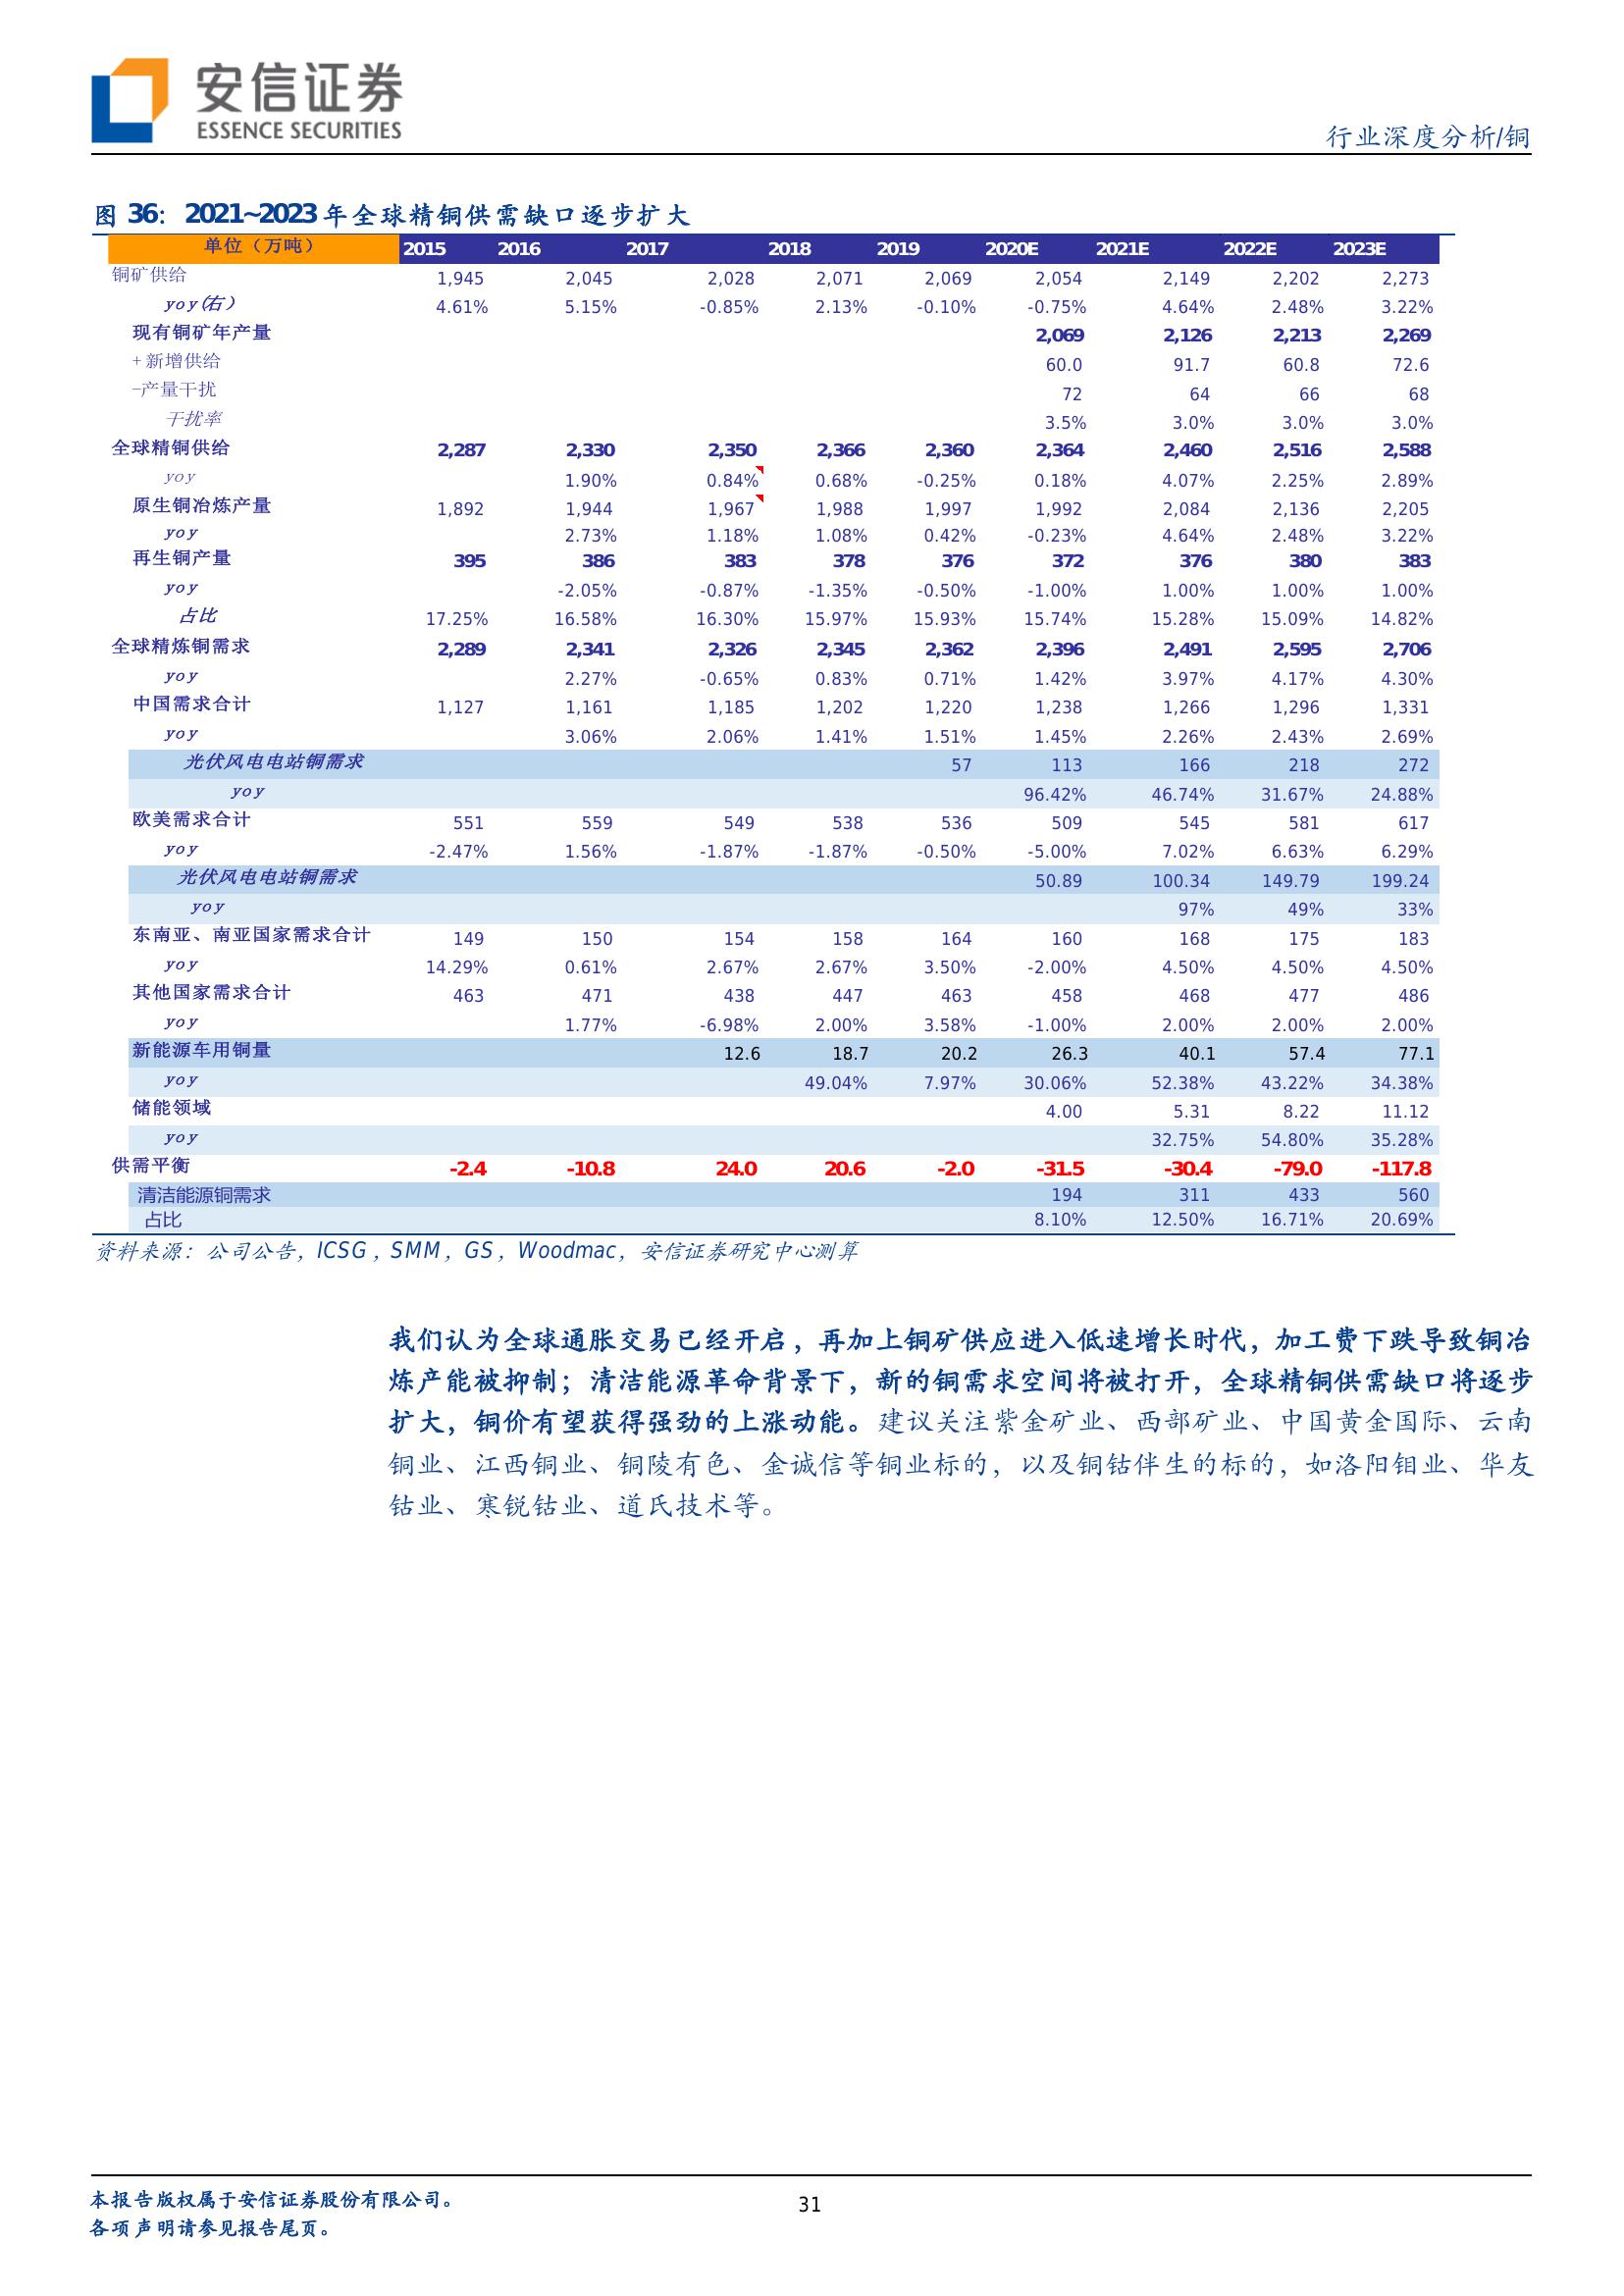 安信证券
ESSENCE SECURITIES
行业深度分析/铜
图 36：2021~2023 年全球精铜供需缺口逐步扩大
单位（万吨） 2015 2016 2017 2018 2019 2020E 2021E 2022E 2023E
铜矿供给 1,945 2,045 2,028 2,071 2,069 2,054 2,149 2,202 2,273
yoy(右） 4.61% 5.15% -0.85% 2.13% -0.10% -0.75% 4.64% 2.48% 3.22%
现有铜矿年产量 2,069 2,126 2,213 2,269
+新增供给 60.0 91.7 60.8 72.6
-产量干扰 72 64 66 68
干扰率 3.5% 3.0% 3.0% 3.0%
全球精铜供给 2,287 2,330 2,350 2,366 2,360 2,364 2,460 2,516 2,588
yoy 1.90% 0.84% 0.68% -0.25% 0.18% 4.07% 2.25% 2.89%
原生铜冶炼产量 1,892 1,944 1,967 1,988 1,997 1,992 2,084 2,136 2,205
yoy 2.73% 1.18% 1.08% 0.42% -0.23% 4.64% 2.48% 3.22%
再生铜产量 395 386 383 378 376 372 376 380 383
yoy -2.05% -0.87% -1.35% -0.50% -1.00% 1.00% 1.00% 1.00%
占比 17.25% 16.58% 16.30% 15.97% 15.93% 15.74% 15.28% 15.09% 14.82%
全球精炼铜需求 2,289 2,341 2,326 2,345 2,362 2,396 2,491 2,595 2,706
yoy 2.27% -0.65% 0.83% 0.71% 1.42% 3.97% 4.17% 4.30%
中国需求合计 1,127 1,161 1,185 1,202 1,220 1,238 1,266 1,296 1,331
yoy 3.06% 2.06% 1.41% 1.51% 1.45% 2.26% 2.43% 2.69%
光伏风电电站铜需求 57 113 166 218 272
yoy 96.42% 46.74% 31.67% 24.88%
欧美需求合计 551 559 549 538 536 509 545 581 617
yoy -2.47% 1.56% -1.87% -1.87% -0.50% -5.00% 7.02% 6.63% 6.29%
光伏风电电站铜需求 50.89 100.34 149.79 199.24
yoy 97% 49% 33%
东南亚、南亚国家需求合计 149 150 154 158 164 160 168 175 183
yoy 14.29% 0.61% 2.67% 2.67% 3.50% -2.00% 4.50% 4.50% 4.50%
其他国家需求合计 463 471 438 447 463 458 468 477 486
yoy 1.77% -6.98% 2.00% 3.58% -1.00% 2.00% 2.00% 2.00%
新能源车用铜量 12.6 18.7 20.2 26.3 40.1 57.4 77.1
yoy 49.04% 7.97% 30.06% 52.38% 43.22% 34.38%
储能领域 4.00 5.31 8.22 11.12
yoy 32.75% 54.80% 35.28%
供需平衡 -2.4 -10.8 24.0 20.6 -2.0 -31.5 -30.4 -79.0 -117.8
清洁能源铜需求 194 311 433 560
占比 8.10% 12.50% 16.71% 20.69%
资料来源：公司公告，ICSG，SMM，GS，Woodmac，安信证券研究中心测算
我们认为全球通胀交易已经开启，再加上铜矿供应进入低速增长时代，加工费下跌导致铜冶
炼产能被抑制；清洁能源革命背景下，新的铜需求空间将被打开，全球精铜供需缺口将逐步
扩大，铜价有望获得强劲的上涨动能。建议关注紫金矿业、西部矿业、中国黄金国际、云南
铜业、江西铜业、铜陵有色、金诚信等铜业标的，以及铜钴伴生的标的，如洛阳钼业、华友
钴业、寒锐钴业、道氏技术等。
本报告版权属于安信证券股份有限公司。
31
各项声明请参见报告尾页。